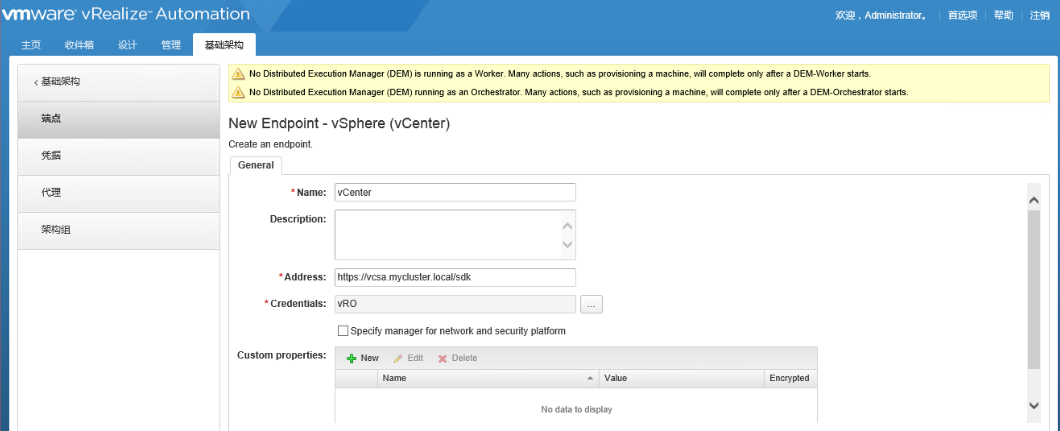 vmware vRealize™ Automation
欢迎，Administrator。 首选项 帮助 注销
主页 收件箱 设计 管理 基础架构
< 基础架构
端点
凭据
代理
架构组
No Distributed Execution Manager (DEM) is running as a Worker. Many actions, such as provisioning a machine, will complete only after a DEM-Worker starts.
No Distributed Execution Manager (DEM) running as an Orchestrator. Many actions, such as provisioning a machine, will complete only after a DEM-Orchestrator starts.
New Endpoint - vSphere (vCenter)
Create an endpoint.
General
* Name: vCenter
Description:
* Address: https://vcsa.mycluster.local/sdk
* Credentials: vRO ...
Specify manager for network and security platform
Custom properties: New Edit Delete
Name Value Encrypted
No data to display